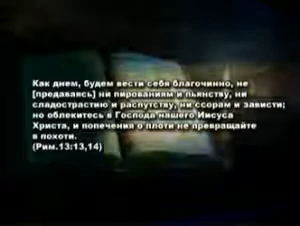 Как днем, будем вести себя благочинно, не
[предаваясь] ни пированиям и пьянству, ни
сладострастию и распутству, ни ссорам и зависти;
но облекитесь в Господа нашего Иисуса
Христа, и попечения о плоти не превращайте
в похоти.
(Рим.13:13,14)